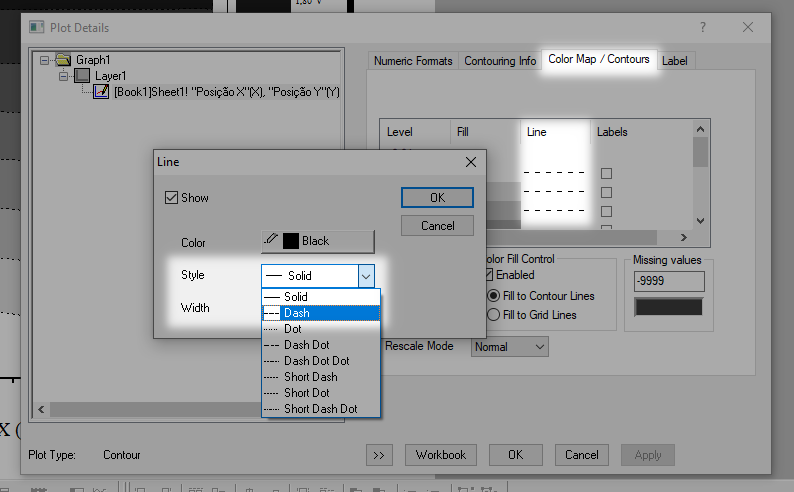 1,80 V
Plot Details
?
Graph1
Layer1
[Book1]Sheet1! "Posição X"(X), "Posição Y"(Y)
Numeric Formats
Contouring Info
Color Map / Contours
Label
Level
Fill
Line
Labels
Line
Show
OK
Cancel
Color
Black
Style
Solid
Width
Solid
Dash
Dot
Dash Dot
Dash Dot Dot
Short Dash
Short Dot
Short Dash Dot
olor Fill Control
Enabled
Fill to Contour Lines
Fill to Grid Lines
Missing values
-9999
Rescale Mode
Normal
X (
Plot Type:
Contour
>>
Workbook
OK
Cancel
Apply